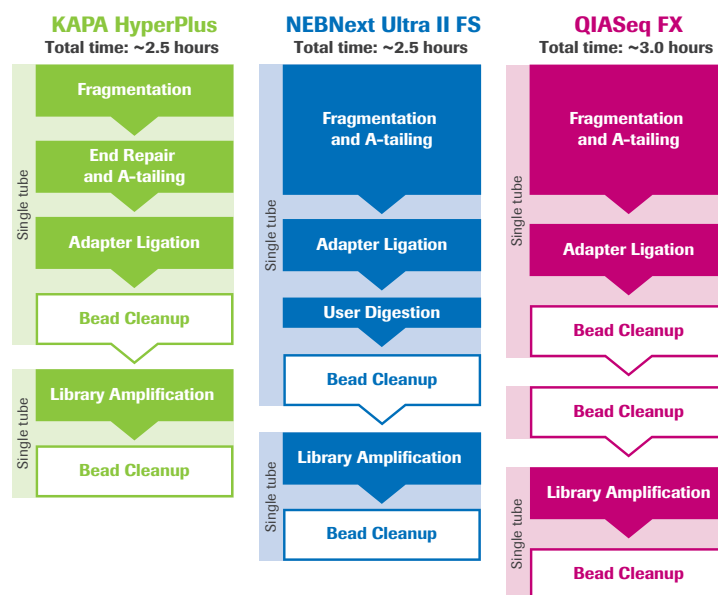 KAPA HyperPlus
Total time: ~2.5 hours
Single tube
Fragmentation
End Repair
and A-tailing
Adapter Ligation
Bead Cleanup
Single tube
Library Amplification
Bead Cleanup
NEBNext Ultra II FS
Total time: ~2.5 hours
Single tube
Fragmentation
and A-tailing
Adapter Ligation
User Digestion
Bead Cleanup
Single tube
Library Amplification
Bead Cleanup
QIASeq FX
Total time: ~3.0 hours
Single tube
Fragmentation
and A-tailing
Adapter Ligation
Bead Cleanup
Bead Cleanup
Single tube
Library Amplification
Bead Cleanup